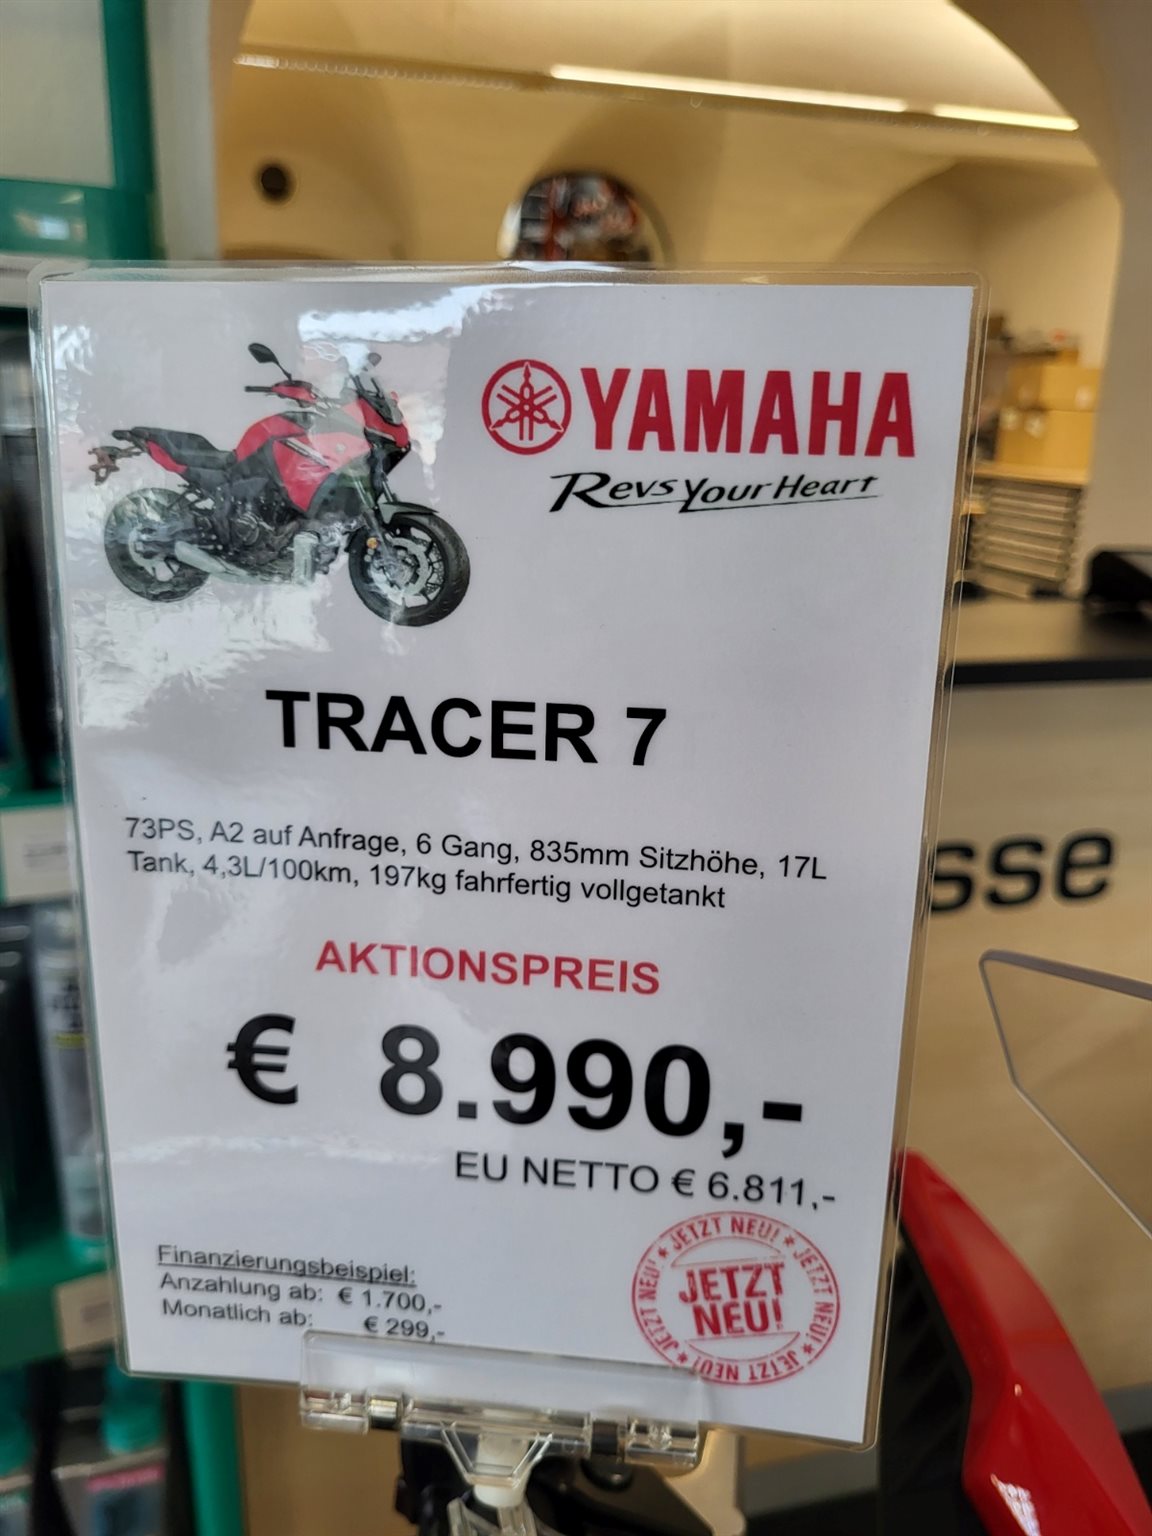 YAMAHA
Revs Your Heart
TRACER 7
73PS, A2 auf Anfrage, 6 Gang, 835mm Sitzhöhe, 17L
Tank, 4,3L/100km, 197kg fahrfertig vollgetankt
AKTIONSPREIS
€ 8.990,-
EU NETTO € 6.811,-
Finanzierungsbeispiel:
Anzahlung ab: € 1.700,-
Monatlich ab: € 299,-
JETZT NEU! ★ JETZT NEU! ★ JETZT NEU! ★ JETZT NEU! ★
JETZT
NEU!
sse